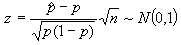 z = (p̂ − p) / √(p(1 − p)) √n ~ N(0,1)